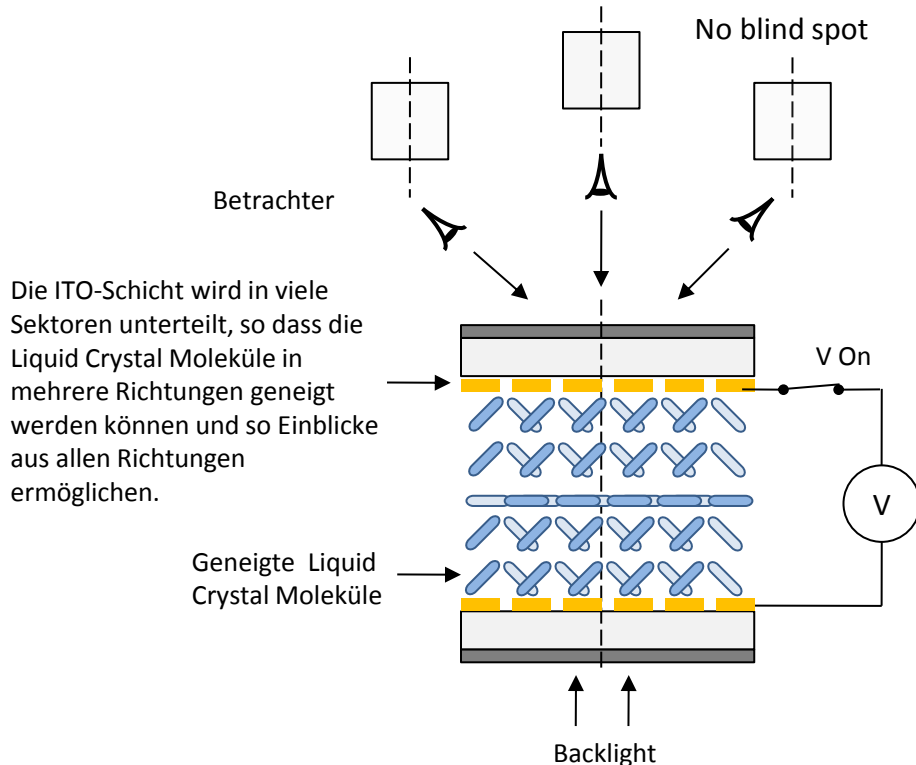 No blind spot
Betrachter
Die ITO-Schicht wird in viele
Sektoren unterteilt, so dass die
Liquid Crystal Moleküle in
mehrere Richtungen geneigt
werden können und so Einblicke
aus allen Richtungen
ermöglichen.
V On
V
Geneigte Liquid
Crystal Moleküle
Backlight